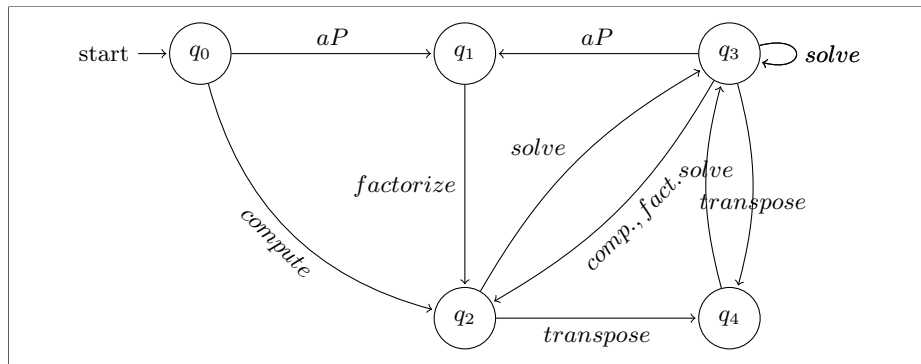 start
q0
aP
q1
aP
q3
solve
factorize
solve
comp., fact.
solve
transpose
compute
q2
transpose
q4